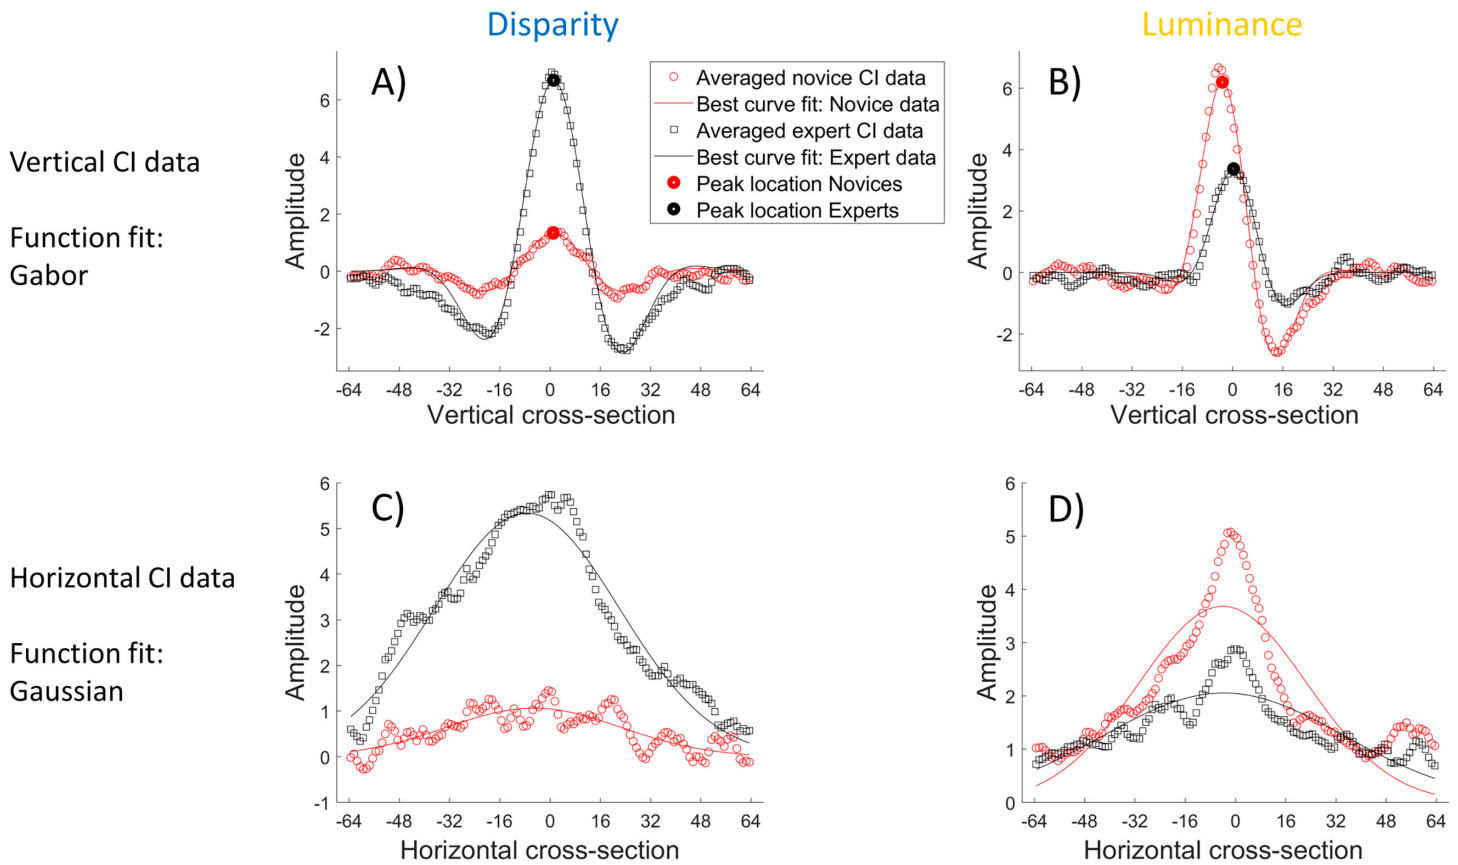 Disparity
Luminance
A)
Averaged novice CI data
Best curve fit: Novice data
Averaged expert CI data
Best curve fit: Expert data
Peak location Novices
Peak location Experts
B)
Vertical CI data
Function fit:
Gabor
Amplitude
6
4
2
0
-2
-64 -48 -32 -16 0 16 32 48 64
Vertical cross-section
Amplitude
6
4
2
0
-2
-64 -48 -32 -16 0 16 32 48 64
Vertical cross-section
C)
D)
Horizontal CI data
Function fit:
Gaussian
Amplitude
6
5
4
3
2
1
0
-1
-64 -48 -32 -16 0 16 32 48 64
Horizontal cross-section
Amplitude
6
5
4
3
2
1
0
-64 -48 -32 -16 0 16 32 48 64
Horizontal cross-section